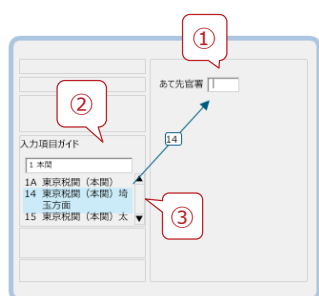 ①
あて先官署
②
14
入力項目ガイド
1 本関
1A 東京税関（本関）
14 東京税関（本関）埼
玉方面
15 東京税関（本関）太
③